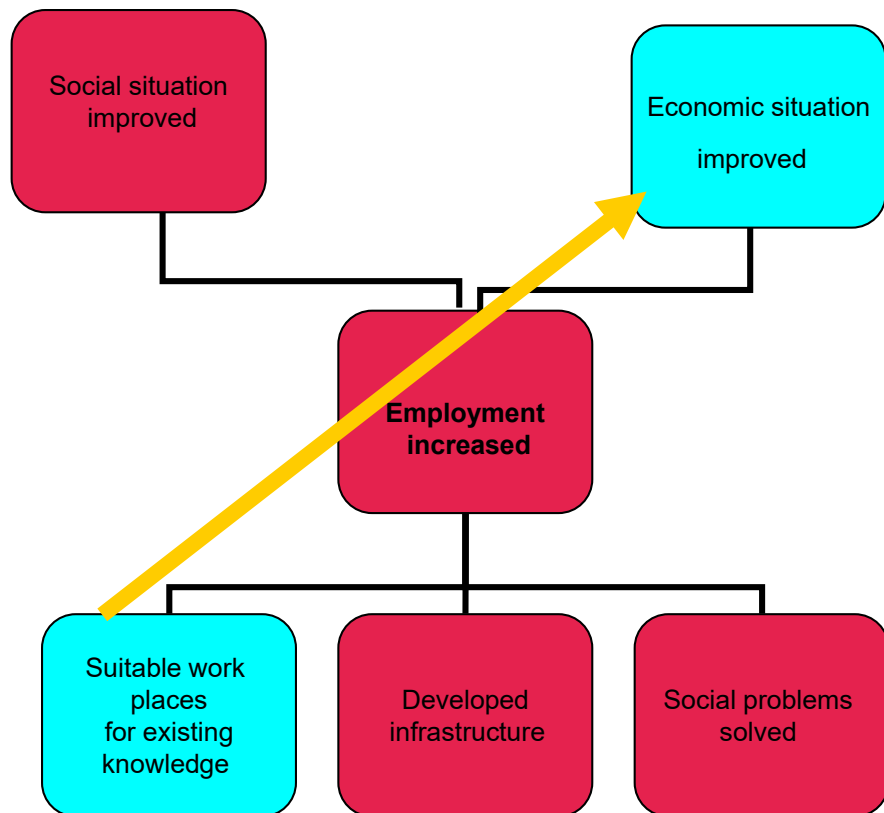 Social situation
improved
Economic situation
improved
Employment
increased
Suitable work
places
for existing
knowledge
Developed
infrastructure
Social problems
solved